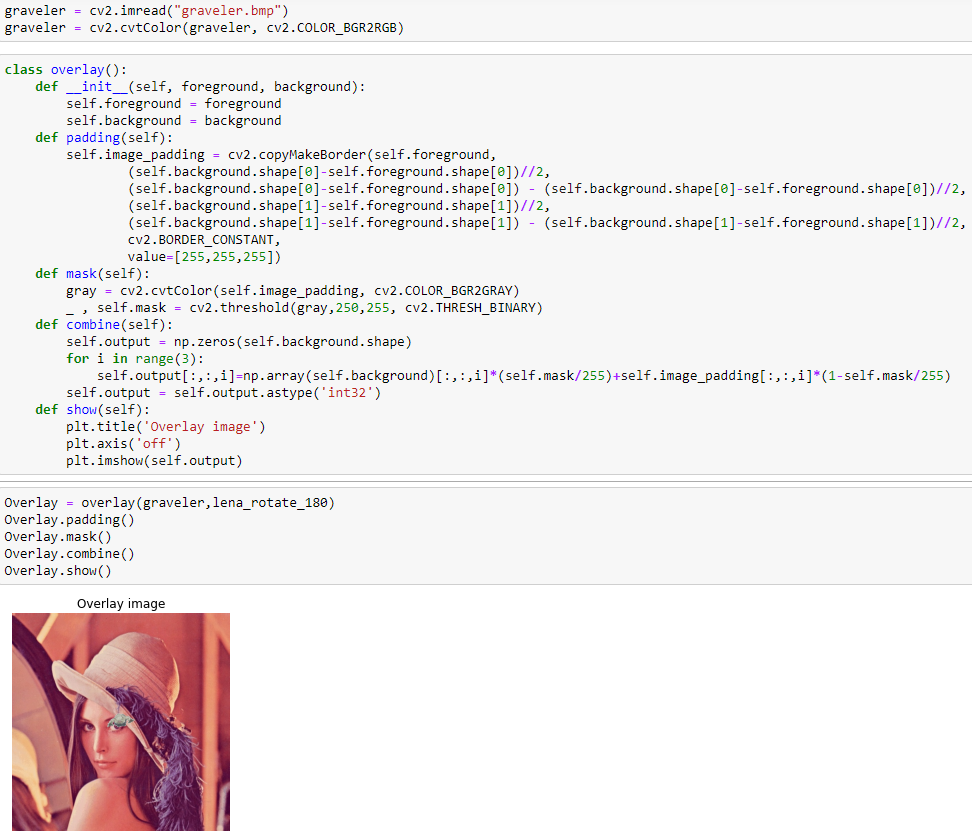 graveler = cv2.imread("graveler.bmp")
graveler = cv2.cvtColor(graveler, cv2.COLOR_BGR2RGB)
class overlay():
    def __init__(self, foreground, background):
        self.foreground = foreground
        self.background = background
    def padding(self):
        self.image_padding = cv2.copyMakeBorder(self.foreground,
                (self.background.shape[0]-self.foreground.shape[0])//2,
                (self.background.shape[0]-self.foreground.shape[0]) - (self.background.shape[0]-self.foreground.shape[0])//2,
                (self.background.shape[1]-self.foreground.shape[1])//2,
                (self.background.shape[1]-self.foreground.shape[1]) - (self.background.shape[1]-self.foreground.shape[1])//2,
                cv2.BORDER_CONSTANT,
                value=[255,255,255])
    def mask(self):
        gray = cv2.cvtColor(self.image_padding, cv2.COLOR_BGR2GRAY)
        _ , self.mask = cv2.threshold(gray,250,255, cv2.THRESH_BINARY)
    def combine(self):
        self.output = np.zeros(self.background.shape)
        for i in range(3):
            self.output[:,:,i]=np.array(self.background)[:,:,i]*(self.mask/255)+self.image_padding[:,:,i]*(1-self.mask/255)
        self.output = self.output.astype('int32')
    def show(self):
        plt.title('Overlay image')
        plt.axis('off')
        plt.imshow(self.output)
Overlay = overlay(graveler,lena_rotate_180)
Overlay.padding()
Overlay.mask()
Overlay.combine()
Overlay.show()
Overlay image